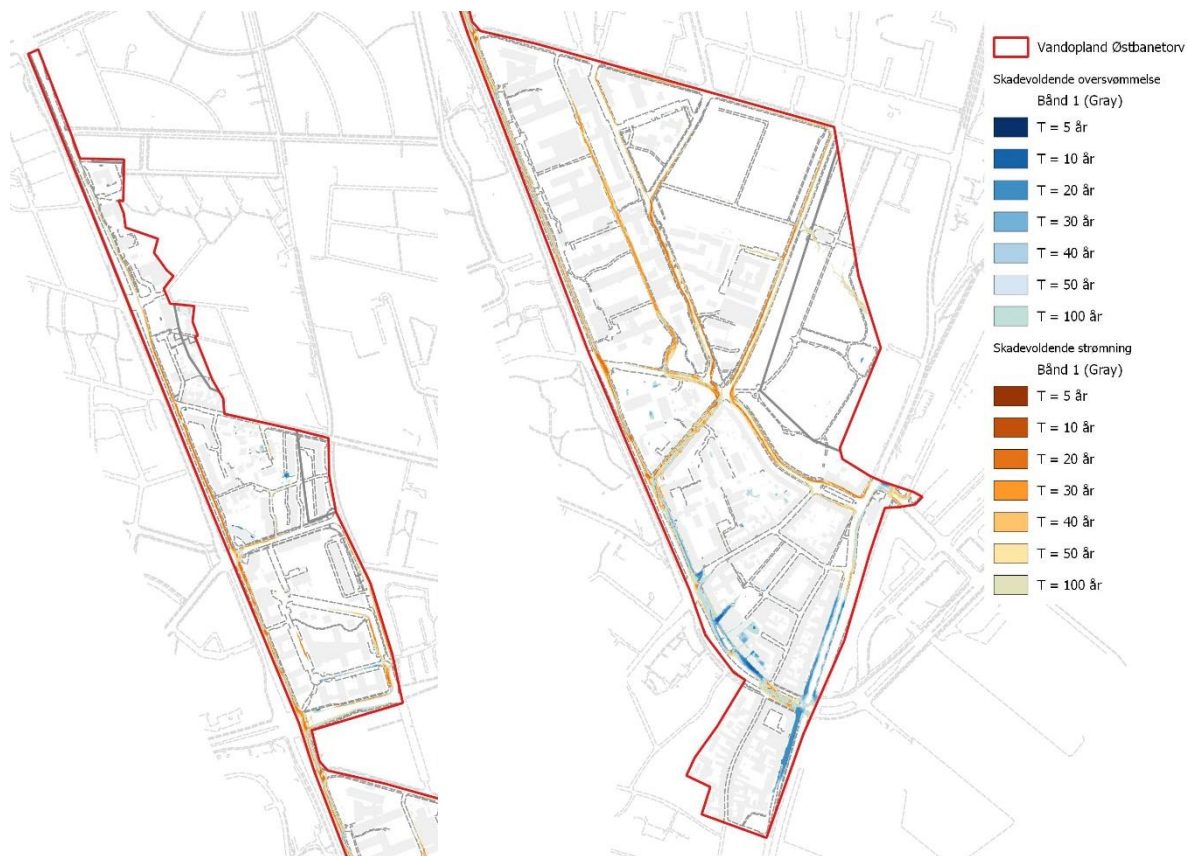 Vandopland Østbanetorv
Skadevoldende oversvømmelse
Bånd 1 (Gray)
T = 5 år
T = 10 år
T = 20 år
T = 30 år
T = 40 år
T = 50 år
T = 100 år
Skadevoldende strømning
Bånd 1 (Gray)
T = 5 år
T = 10 år
T = 20 år
T = 30 år
T = 40 år
T = 50 år
T = 100 år